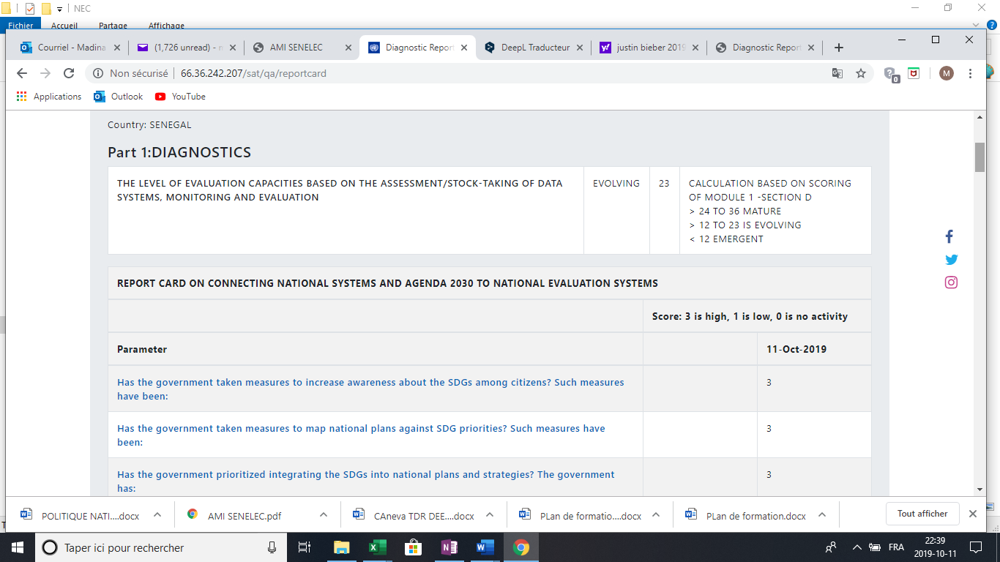 NEC
Fichier Accueil Partage Affichage
Courriel - Madina (1,726 unread) - AMI SENELEC Diagnostic Report DeepL Traducteur justin bieber 2019 Diagnostic Report
Non sécurisé 66.36.242.207/sat/qa/reportcard M
Applications Outlook YouTube
Country: SENEGAL
Part 1:DIAGNOSTICS
THE LEVEL OF EVALUATION CAPACITIES BASED ON THE ASSESSMENT/STOCK-TAKING OF DATA
SYSTEMS, MONITORING AND EVALUATION
EVOLVING
23
CALCULATION BASED ON SCORING
OF MODULE 1 -SECTION D
> 24 TO 36 MATURE
> 12 TO 23 IS EVOLVING
< 12 EMERGENT
REPORT CARD ON CONNECTING NATIONAL SYSTEMS AND AGENDA 2030 TO NATIONAL EVALUATION SYSTEMS
Score: 3 is high, 1 is low, 0 is no activity
Parameter 11-Oct-2019
Has the government taken measures to increase awareness about the SDGs among citizens? Such measures
have been:
3
Has the government taken measures to map national plans against SDG priorities? Such measures have
been:
3
Has the government prioritized integrating the SDGs into national plans and strategies? The government
has:
3
POLITIQUE NATI....docx AMI SENELEC.pdf CAneva TDR DEE....docx PLan de formatio....docx PLan de formation.docx Tout afficher
Taper ici pour rechercher FRA 22:39
2019-10-11